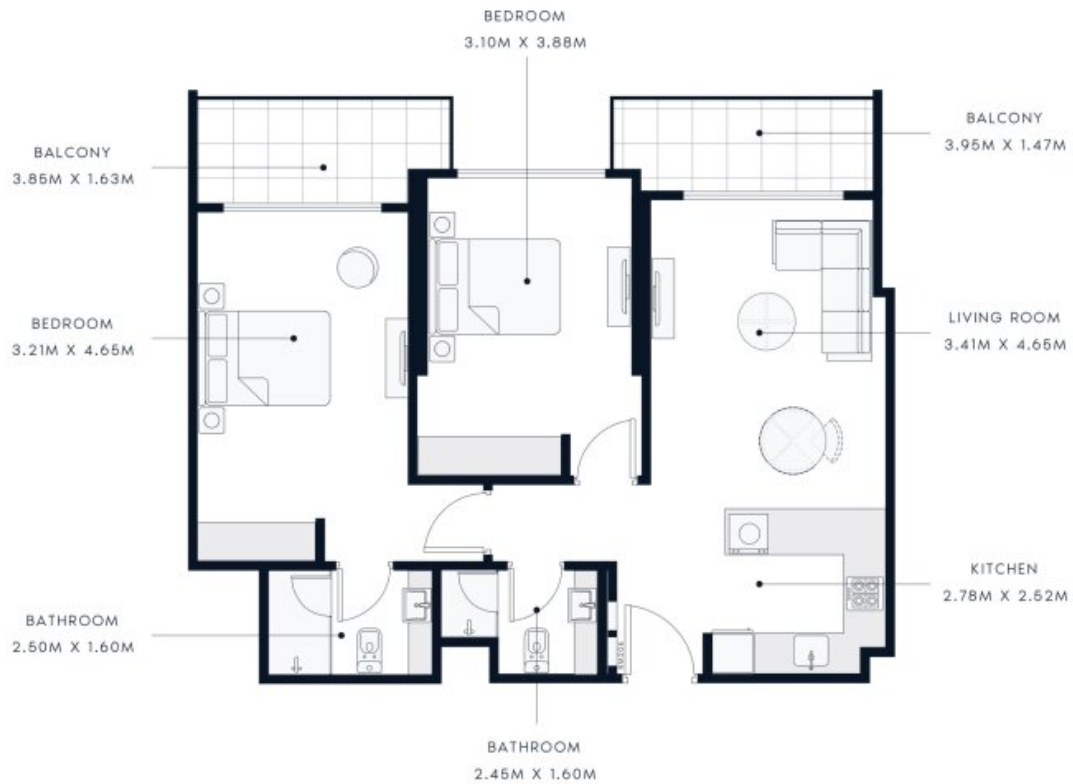 BEDROOM
3.10M X 3.88M
BALCONY
3.95M X 1.47M
BALCONY
3.85M X 1.63M
BEDROOM
3.21M X 4.65M
LIVING ROOM
3.41M X 4.65M
KITCHEN
2.78M X 2.52M
BATHROOM
2.50M X 1.60M
BATHROOM
2.45M X 1.60M